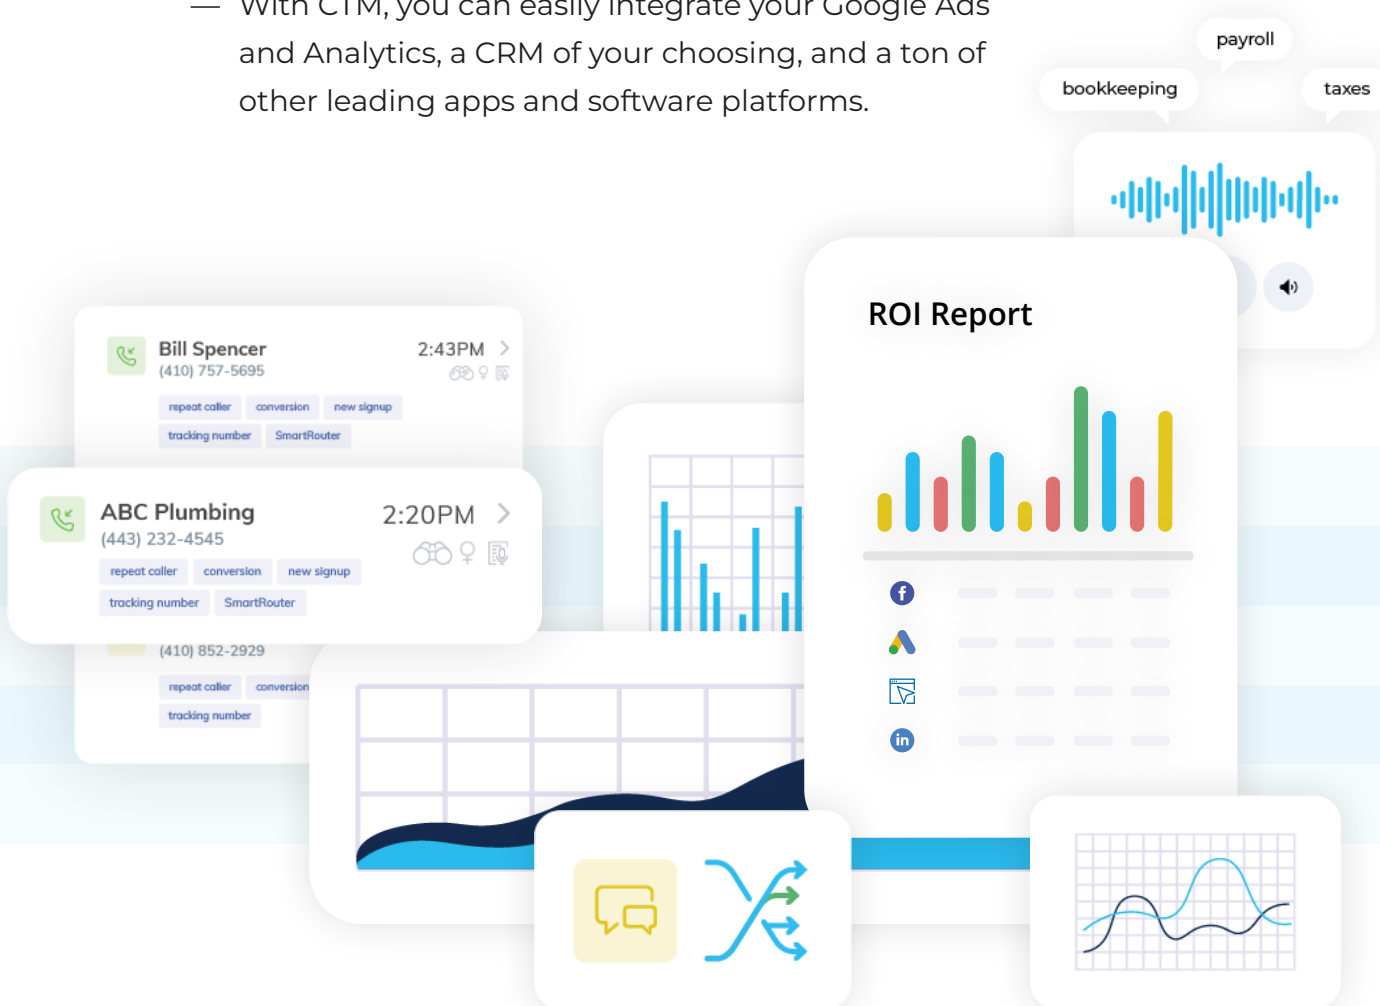 — With CTM, you can easily integrate your Google Ads
and Analytics, a CRM of your choosing, and a ton of
other leading apps and software platforms.
payroll
bookkeeping
taxes
ROI Report
Bill Spencer
2:43PM
(410) 757-5695
repeat caller
conversion
new signup
tracking number
SmartRouter
ABC Plumbing
2:20PM
(443) 232-4545
repeat caller
conversion
new signup
tracking number
SmartRouter
(410) 852-2929
repeat caller
conversion
tracking number
f
in